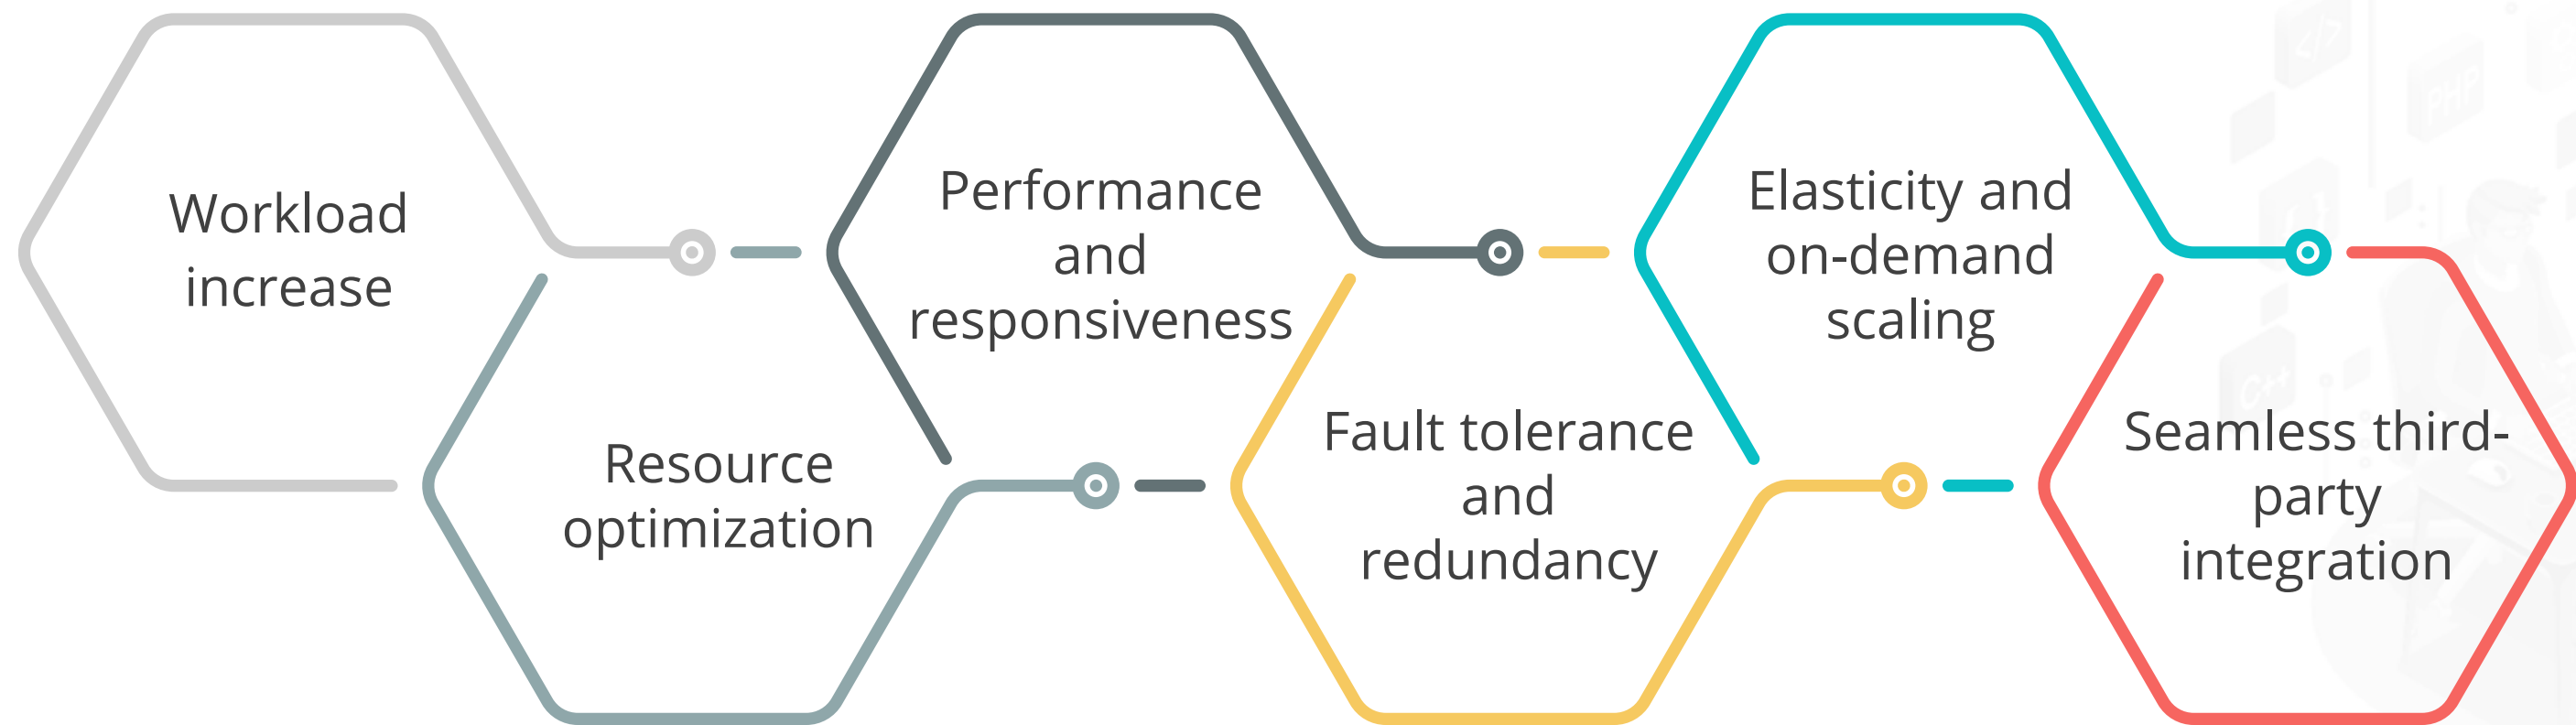 Workload
increase
Resource
optimization
Performance
and
responsiveness
Fault tolerance
and
redundancy
Elasticity and
on-demand
scaling
Seamless third-
party
integration
</>
PHP
{ }
C++